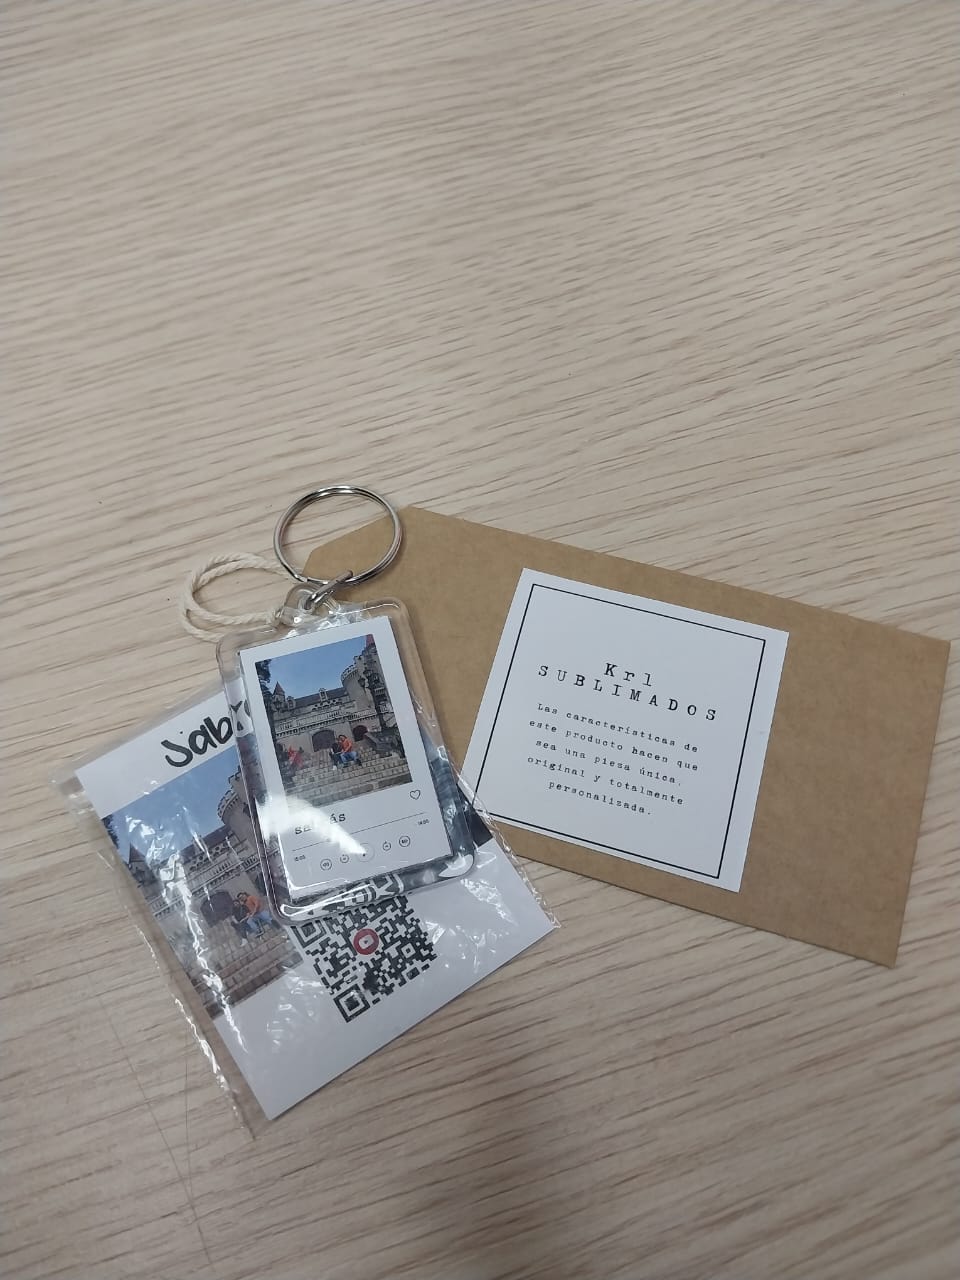 Krl
SUBLIMADOS
Las características de
este producto hacen que
sea una pieza única,
original y totalmente
personalizada.